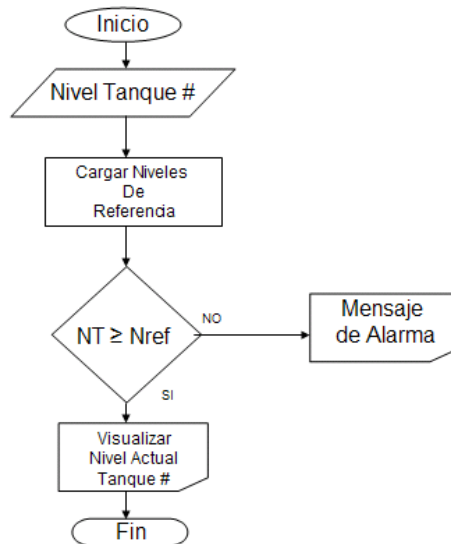 Inicio
Nivel Tanque #
Cargar Niveles
De
Referencia
NT ≥ Nref
NO
Mensaje
de Alarma
SI
Visualizar
Nivel Actual
Tanque #
Fin